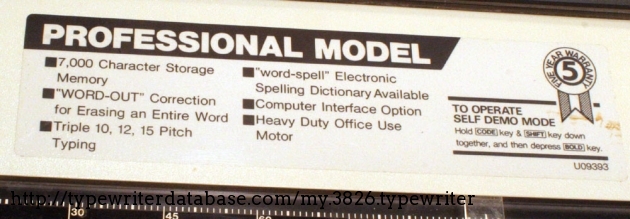 PROFESSIONAL MODEL
■7,000 Character Storage
Memory
■"WORD-OUT" Correction
for Erasing an Entire Word
■Triple 10, 12, 15 Pitch
Typing
■"word-spell" Electronic
Spelling Dictionary Available
■Computer Interface Option
■Heavy Duty Office Use
Motor
FIVE YEAR WARRANTY
5
TO OPERATE
SELF DEMO MODE
Hold CODE key & SHIFT key down
together, and then depress BOLD key.
U09393
http://typewriterdatabase.com/my.3826.typewriter
30
45
60